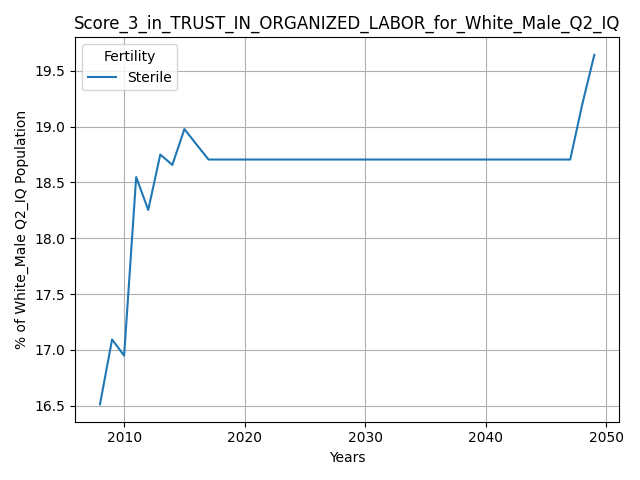 Score_3_in_TRUST_IN_ORGANIZED_LABOR_for_White_Male_Q2_IQ
Fertility
Sterile
19.5
19.0
18.5
18.0
17.5
17.0
16.5
% of White_Male Q2_IQ Population
2010 2020 2030 2040 2050
Years